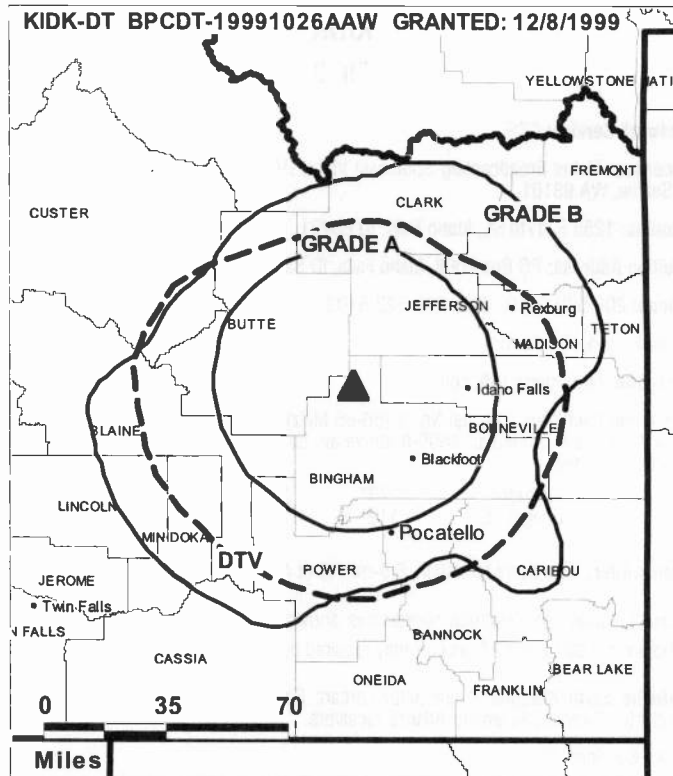 KIDK-DT BPCDT-19991026AAW GRANTED: 12/8/1999
YELLOWSTONE NATI
FREMONT
CLARK
CUSTER
GRADE B
GRADE A
JEFFERSON
Rexburg
BUTTE
TETON
MADISON
Idaho Falls
BLAINE
BONNEVILLE
Blackfoot
BINGHAM
LINCOLN
MINIDOKA
Pocatello
DTV
POWER
CARIBOU
JEROME
Twin Falls
N FALLS
BANNOCK
CASSIA
BEAR LAKE
ONEIDA
FRANKLIN
0 35 70
Miles